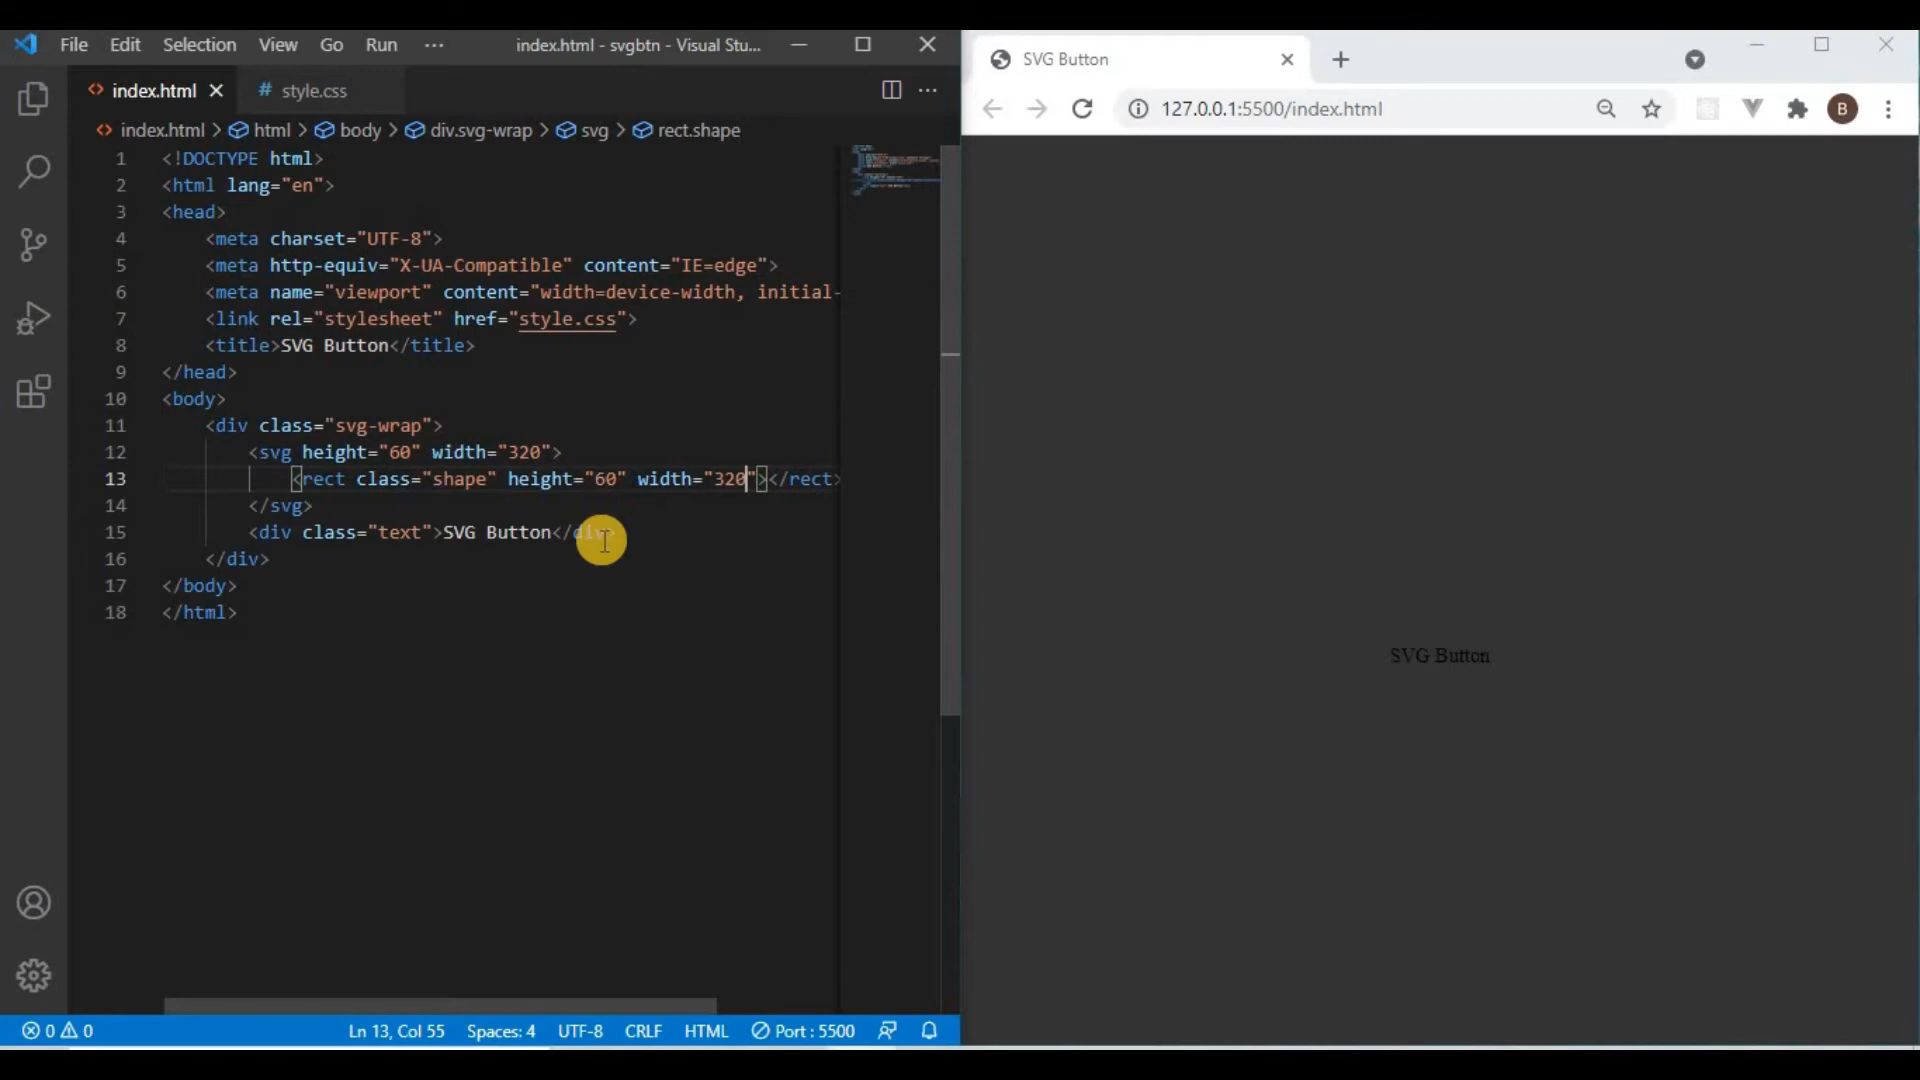 File Edit Selection View Go Run ··· index.html - svgbtn - Visual Stu...
index.html # style.css
index.html > html > body > div.svg-wrap > svg > rect.shape
1 <!DOCTYPE html>
2 <html lang="en">
3 <head>
4 <meta charset="UTF-8">
5 <meta http-equiv="X-UA-Compatible" content="IE=edge">
6 <meta name="viewport" content="width=device-width, initial-
7 <link rel="stylesheet" href="style.css">
8 <title>SVG Button</title>
9 </head>
10 <body>
11 <div class="svg-wrap">
12 <svg height="60" width="320">
13 <rect class="shape" height="60" width="320"></rect>
14 </svg>
15 <div class="text">SVG Button</div>
16 </div>
17 </body>
18 </html>
0 0 Ln 13, Col 55 Spaces: 4 UTF-8 CRLF HTML Port : 5500
SVG Button
127.0.0.1:5500/index.html B
SVG Button